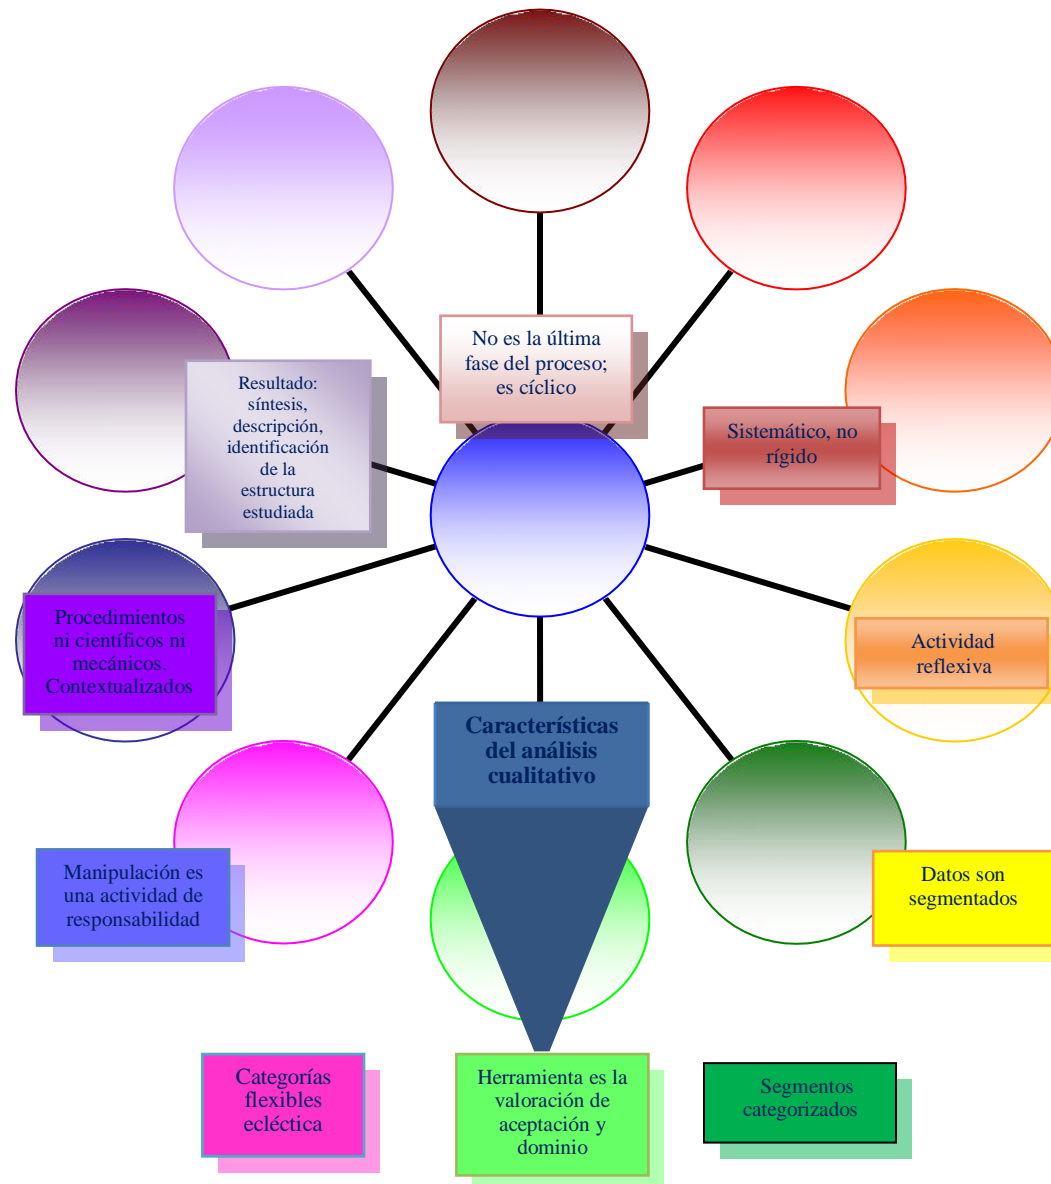 No es la última
fase del proceso;
es cíclico
Resultado:
síntesis,
descripción,
identificación
de la
estructura
estudiada
Sistemático, no
rígido
Procedimientos
ni científicos ni
mecánicos.
Contextualizados
Actividad
reflexiva
Características
del análisis
cualitativo
Manipulación es
una actividad de
responsabilidad
Datos son
segmentados
Categorías
flexibles
ecléctica
Herramienta es la
valoración de
aceptación y
dominio
Segmentos
categorizados